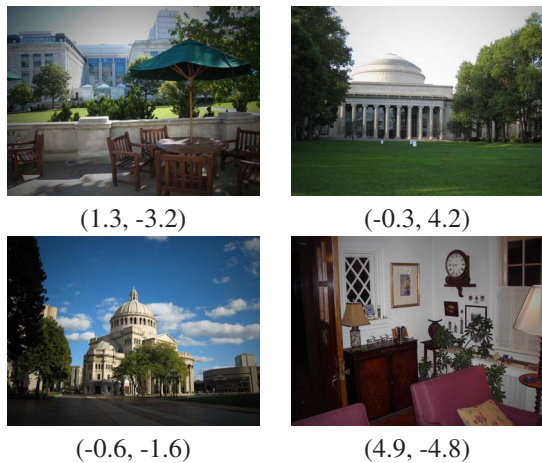 (1.3, -3.2)
(-0.3, 4.2)
(-0.6, -1.6)
(4.9, -4.8)